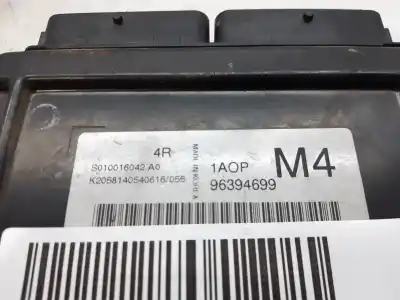 4R
S010016042 A0
K2058140540616/056
MADE IN KOREA
1AOP
M4
96394699